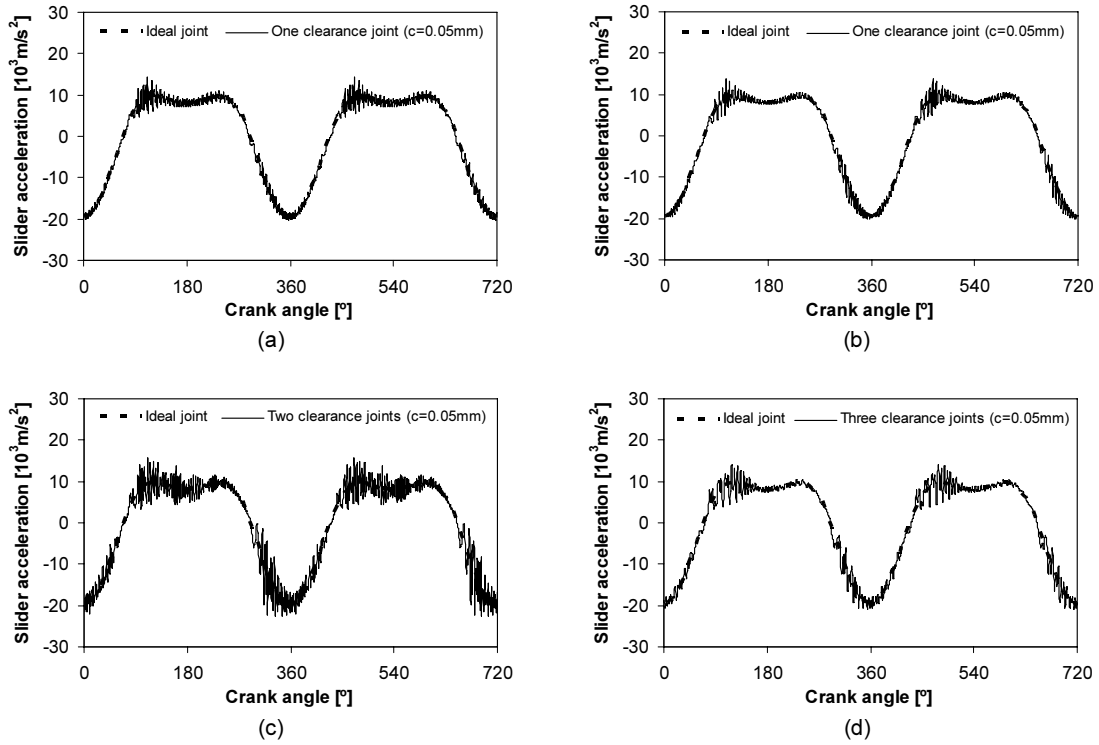 Slider acceleration [10³m/s²]
30
20
10
0
-10
-20
-30
Ideal joint
One clearance joint (c=0.05mm)
0
180
360
540
720
Crank angle [º]
(a)
Slider acceleration [10³m/s²]
30
20
10
0
-10
-20
-30
Ideal joint
One clearance joint (c=0.05mm)
0
180
360
540
720
Crank angle [º]
(b)
Slider acceleration [10³m/s²]
30
20
10
0
-10
-20
-30
Ideal joint
Two clearance joints (c=0.05mm)
0
180
360
540
720
Crank angle [º]
(c)
Slider acceleration [10³m/s²]
30
20
10
0
-10
-20
-30
Ideal joint
Three clearance joints (c=0.05mm)
0
180
360
540
720
Crank angle [º]
(d)